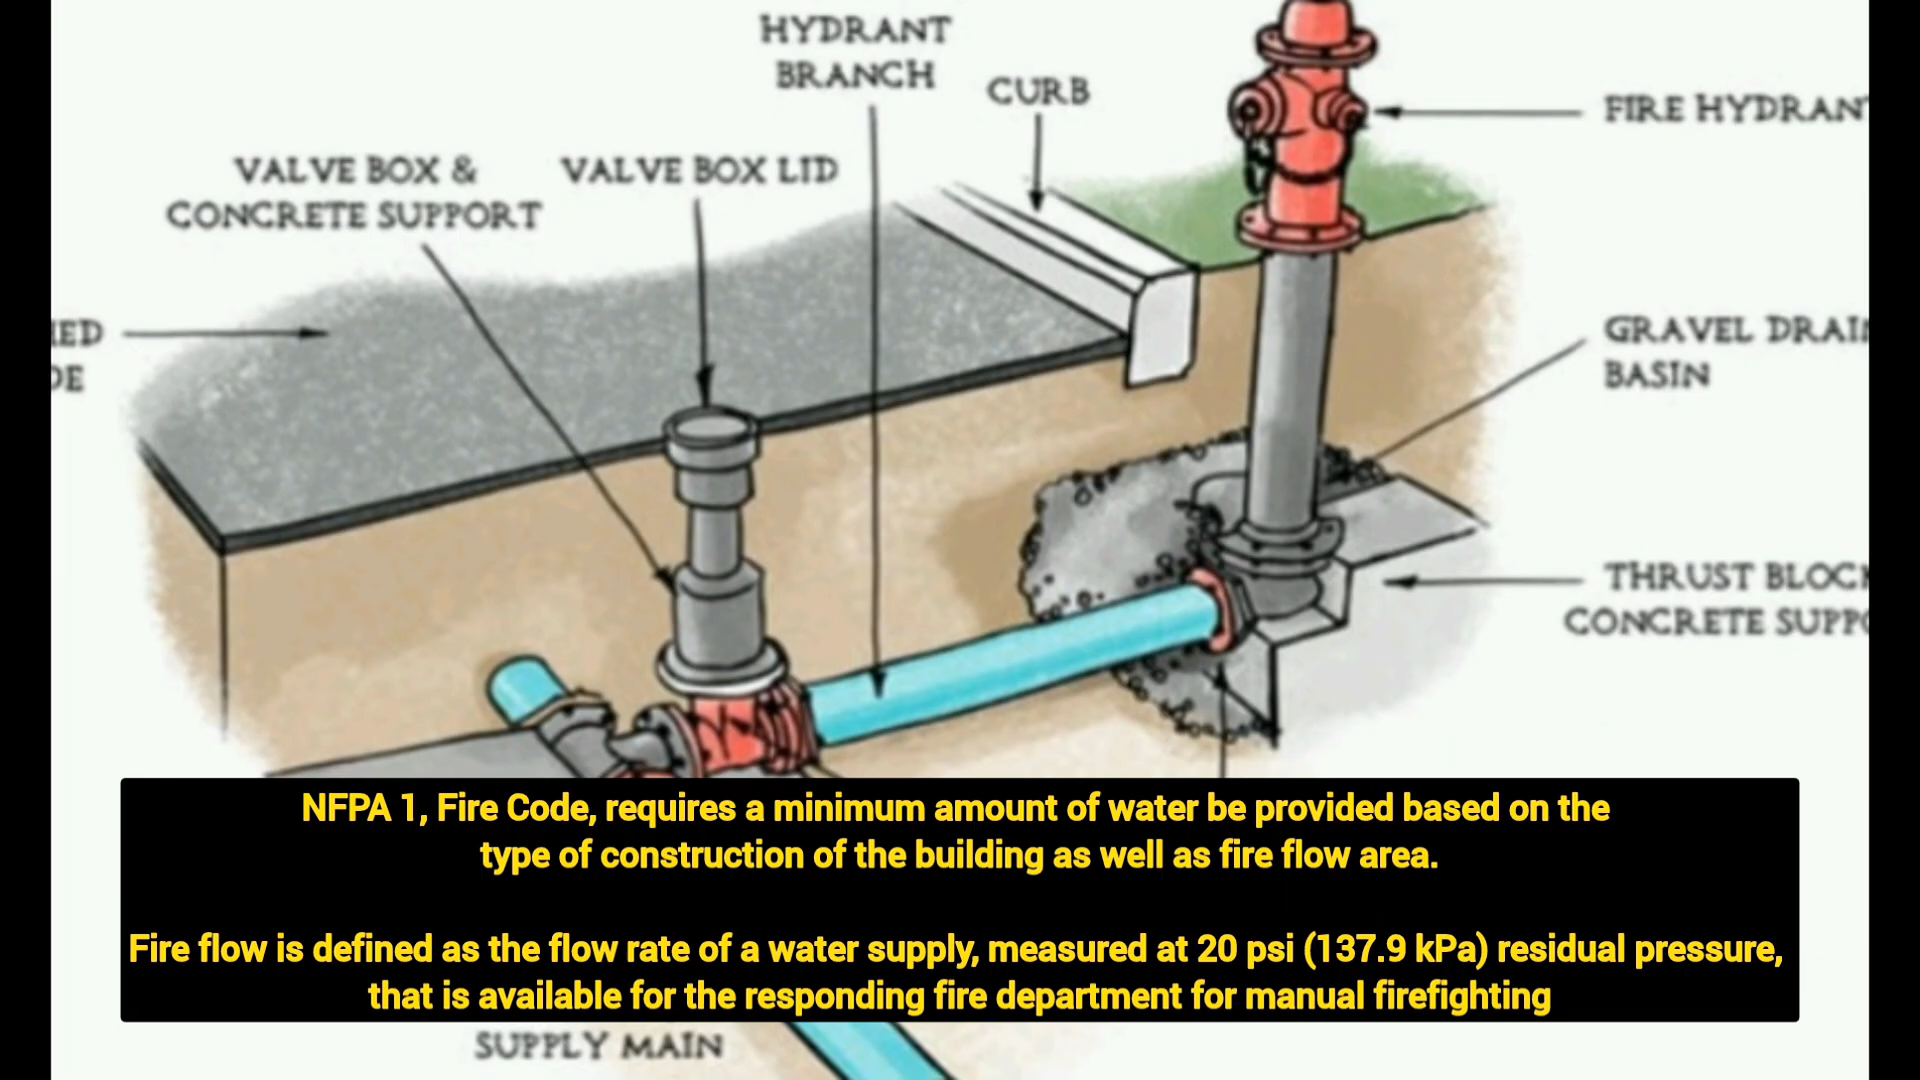 HYDRANT
BRANCH
CURB
FIRE HYDRAN
VALVE BOX &
CONCRETE SUPPORT
VALVE BOX LID
GRAVEL DRAI
BASIN
THRUST BLOC
CONCRETE SUPP
NFPA 1, Fire Code, requires a minimum amount of water be provided based on the
type of construction of the building as well as fire flow area.
Fire flow is defined as the flow rate of a water supply, measured at 20 psi (137.9 kPa) residual pressure,
that is available for the responding fire department for manual firefighting
SUPPLY MAIN